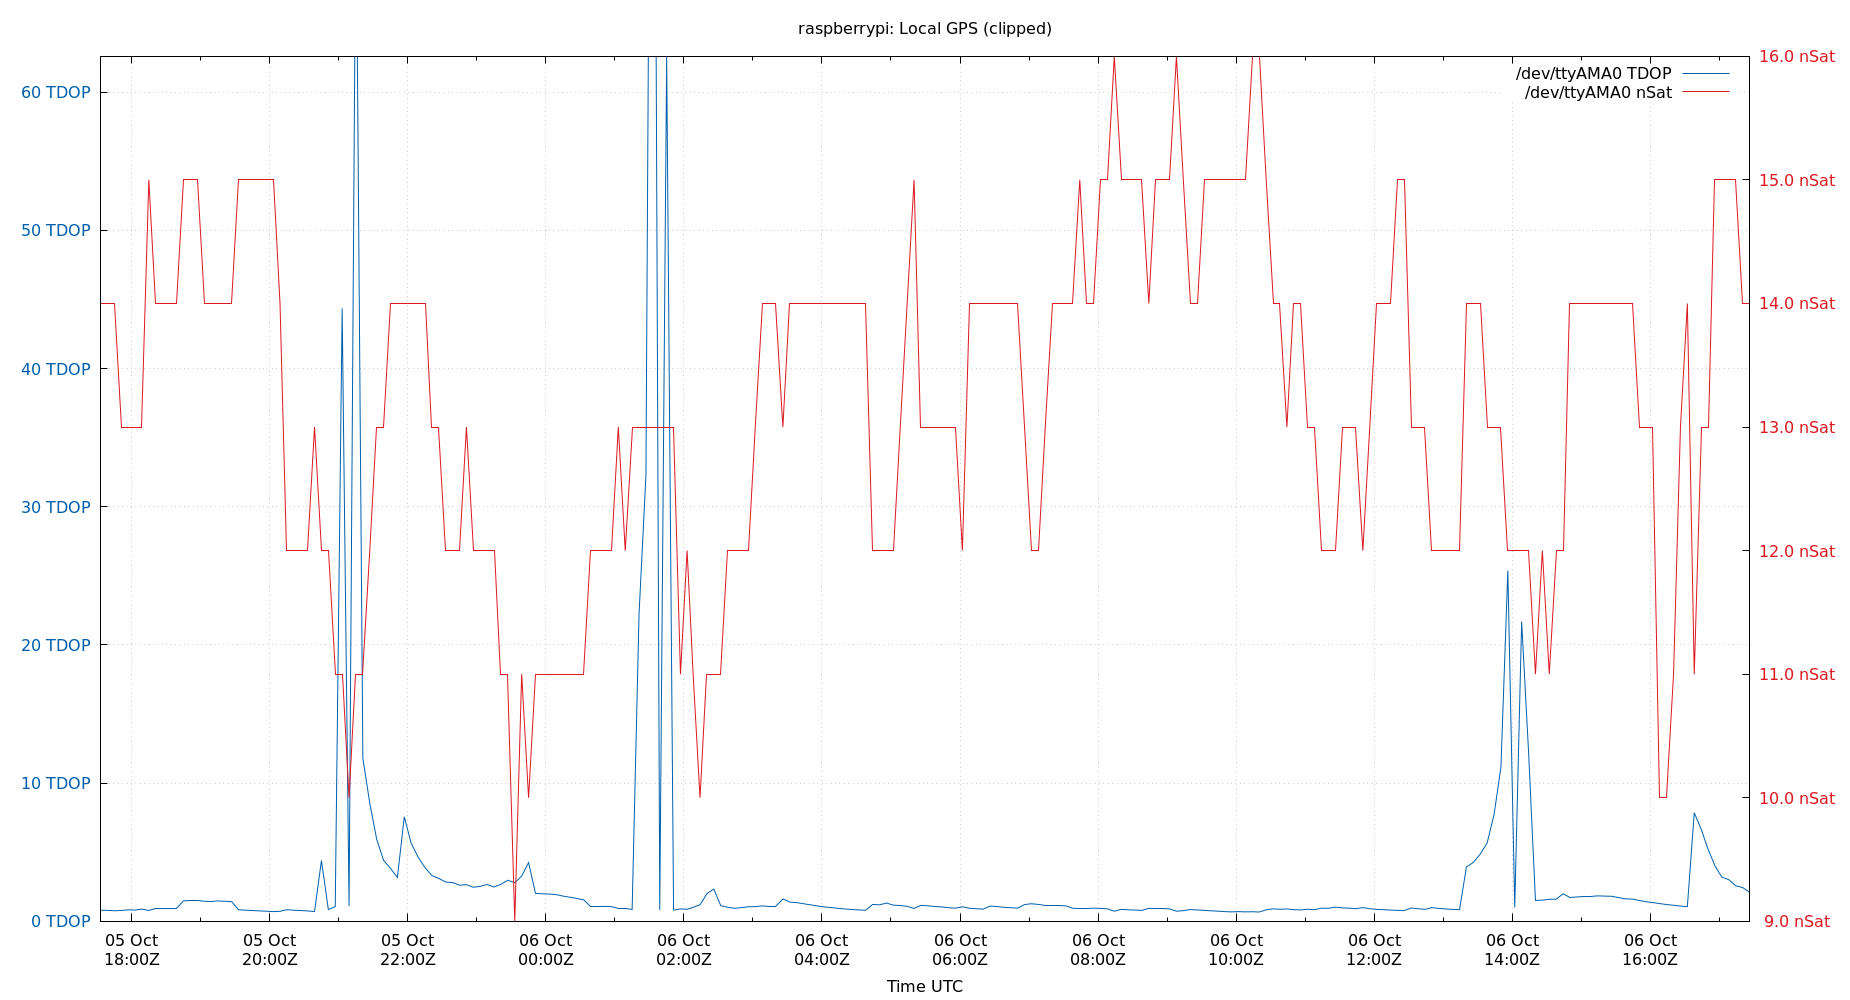 raspberrypi: Local GPS (clipped)
/dev/ttyAMA0 TDOP
/dev/ttyAMA0 nSat
60 TDOP
50 TDOP
40 TDOP
30 TDOP
20 TDOP
10 TDOP
0 TDOP
16.0 nSat
15.0 nSat
14.0 nSat
13.0 nSat
12.0 nSat
11.0 nSat
10.0 nSat
9.0 nSat
05 Oct 05 Oct 05 Oct 06 Oct 06 Oct 06 Oct 06 Oct 06 Oct 06 Oct 06 Oct 06 Oct 06 Oct
18:00Z 20:00Z 22:00Z 00:00Z 02:00Z 04:00Z 06:00Z 08:00Z 10:00Z 12:00Z 14:00Z 16:00Z
Time UTC